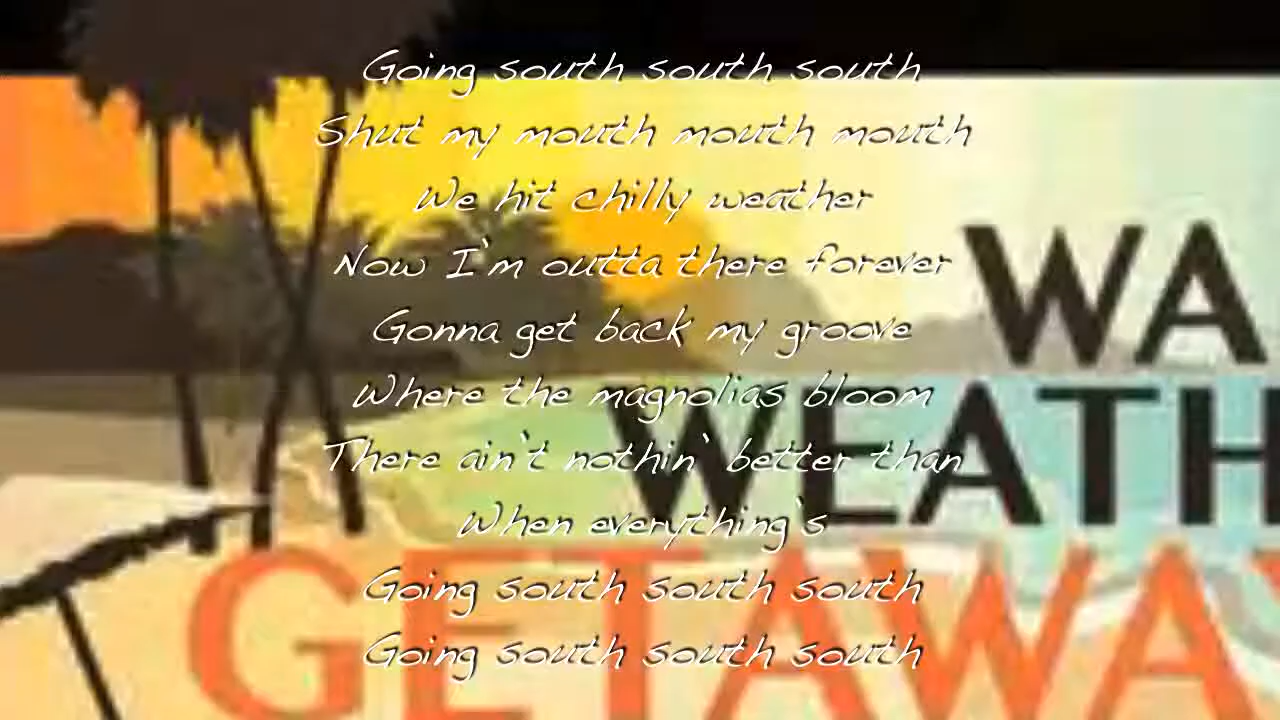 Going south south south
Shut my mouth mouth mouth
We hit chilly weather
Now I'm outta there forever
Gonna get back my groove
Where the magnolias bloom
There ain't nothin' better than
When everything's
Going south south south
Going south south south
WA
WEATH
GETAWAY